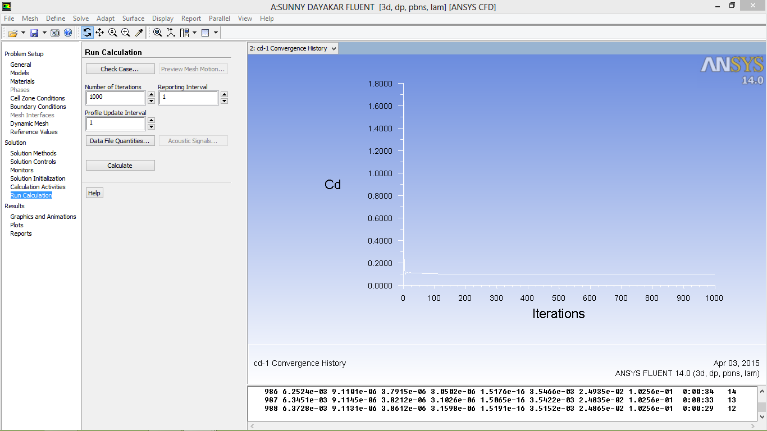 A:SUNNY DAYAKAR FLUENT [3d, dp, pbns, lam] [ANSYS CFD]
File Mesh Define Solve Adapt Surface Display Report Parallel View Help
Problem Setup
General
Models
Materials
Phases
Cell Zone Conditions
Boundary Conditions
Mesh Interfaces
Dynamic Mesh
Reference Values
Solution
Solution Methods
Solution Controls
Monitors
Solution Initialization
Calculation Activities
Run Calculation
Results
Graphics and Animations
Plots
Reports
Run Calculation
Check Case... Preview Mesh Motion...
Number of Iterations Reporting Interval
1000 1
Profile Update Interval
1
Data File Quantities... Acoustic Signals...
Calculate
Help
2: cd-1 Convergence History
ANSYS
14.0
1.8000
1.6000
1.4000
1.2000
1.0000
Cd
0.8000
0.6000
0.4000
0.2000
0.0000
0 100 200 300 400 500 600 700 800 900 1000
Iterations
cd-1 Convergence History Apr 03, 2015
ANSYS FLUENT 14.0 (3d, dp, pbns, lam)
986 6.2524e-03 9.1101e-06 3.7915e-06 1.5176e-16 3.5466e-03 2.4935e-02 1.0256e-01 0:08:34 14
987 6.3451e-03 9.1145e-06 3.8212e-06 3.1026e-06 1.5065e-16 3.5422e-03 1.0256e-01 0:08:33 13
988 6.3728e-03 9.1131e-06 3.8612e-06 3.1598e-06 1.5191e-16 3.5152e-03 2.4865e-02 1.0256e-01 0:08:29 12